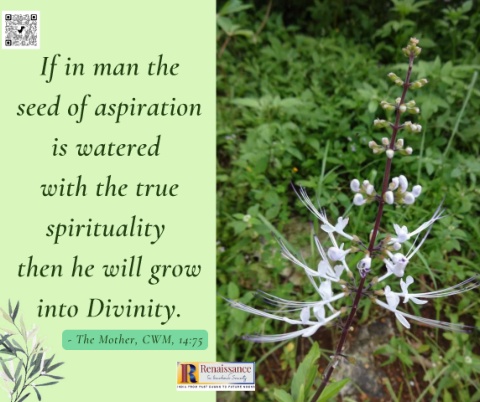 If in man the
seed of aspiration
is watered
with the true
spirituality
then he will grow
into Divinity.
- The Mother, CWM, 14:75
Renaissance